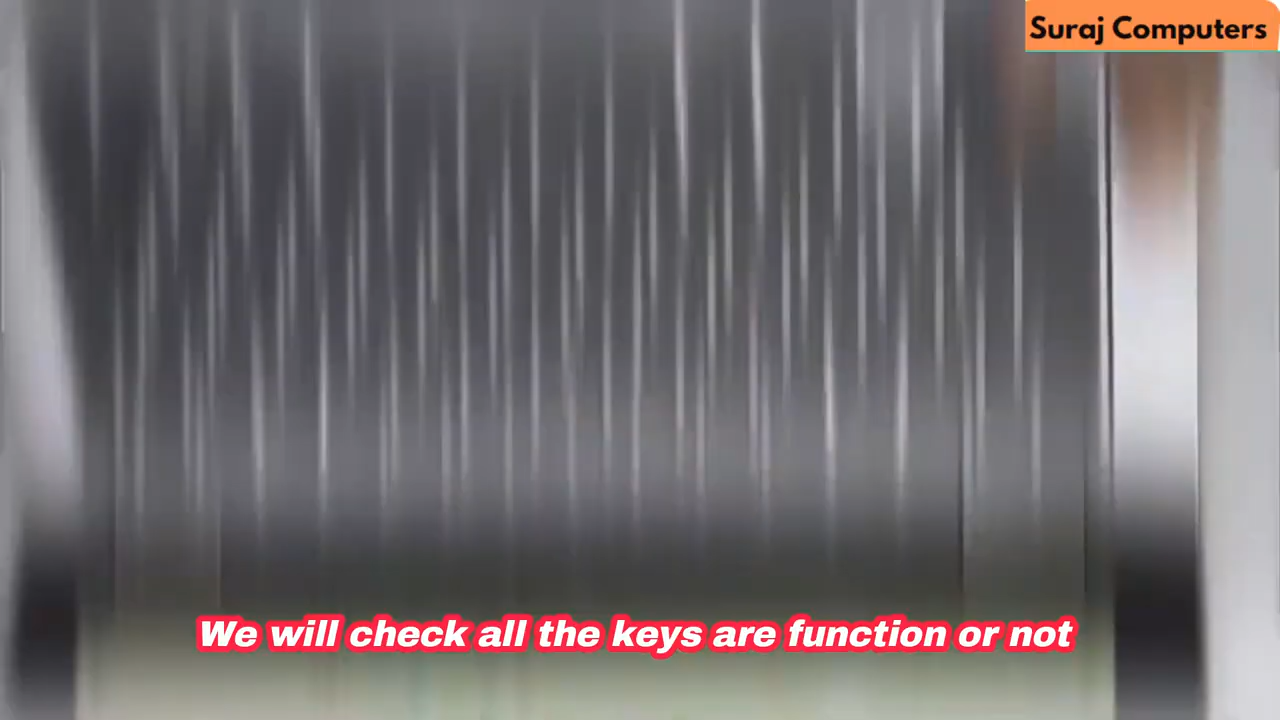 Suraj Computers
We will check all the keys are function or not